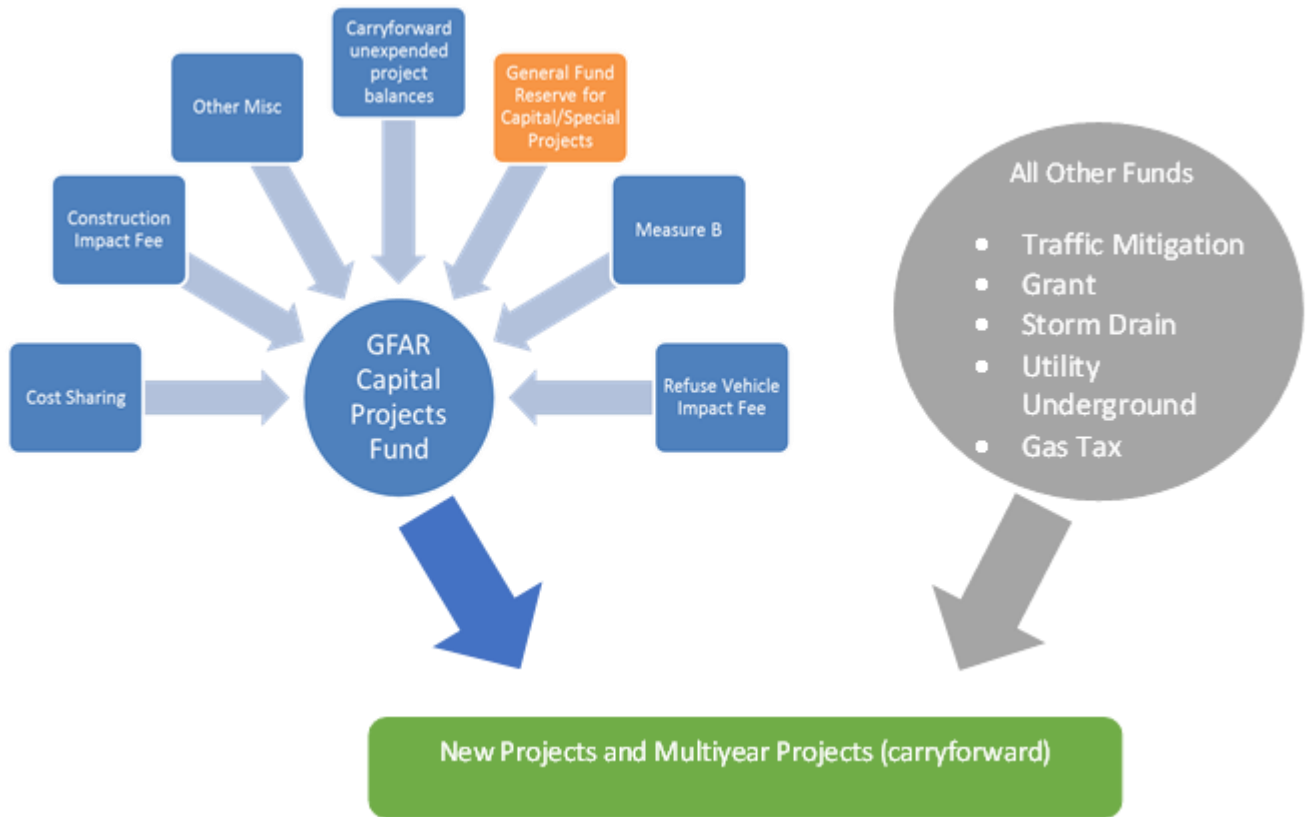 Carryforward
unexpended
project
balances
General Fund
Reserve for
Capital/Special
Projects
Other Misc
Construction
Impact Fee
Measure B
Cost Sharing
Refuse Vehicle
Impact Fee
GFAR
Capital
Projects
Fund
All Other Funds
• Traffic Mitigation
• Grant
• Storm Drain
• Utility
Underground
• Gas Tax
New Projects and Multiyear Projects (carryforward)